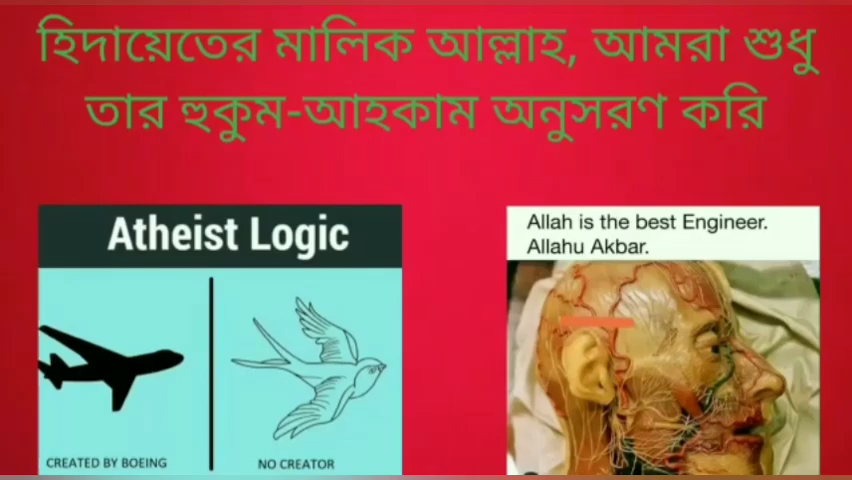 হিদায়েতের মালিক আল্লাহ, আমরা শুধু
তার হুকুম-আহকাম অনুসরণ করি
Atheist Logic
CREATED BY BOEING
NO CREATOR
Allah is the best Engineer.
Allahu Akbar.